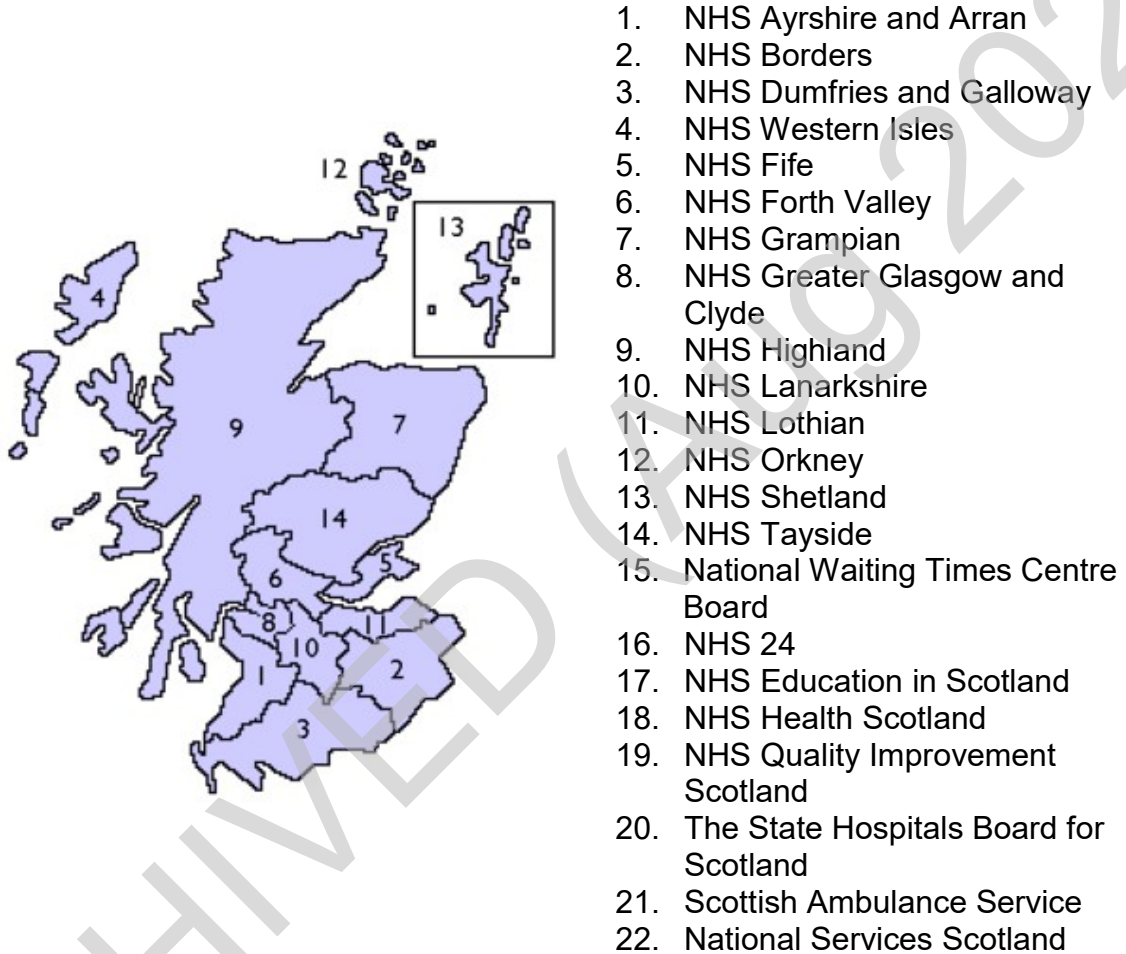 1. NHS Ayrshire and Arran
2. NHS Borders
3. NHS Dumfries and Galloway
4. NHS Western Isles
5. NHS Fife
6. NHS Forth Valley
7. NHS Grampian
8. NHS Greater Glasgow and
Clyde
9. NHS Highland
10. NHS Lanarkshire
11. NHS Lothian
12. NHS Orkney
13. NHS Shetland
14. NHS Tayside
15. National Waiting Times Centre
Board
16. NHS 24
17. NHS Education in Scotland
18. NHS Health Scotland
19. NHS Quality Improvement
Scotland
20. The State Hospitals Board for
Scotland
21. Scottish Ambulance Service
22. National Services Scotland
12
13
4
9
7
14
5
6
8
11
10
1
2
3
HIVED (Aug 202